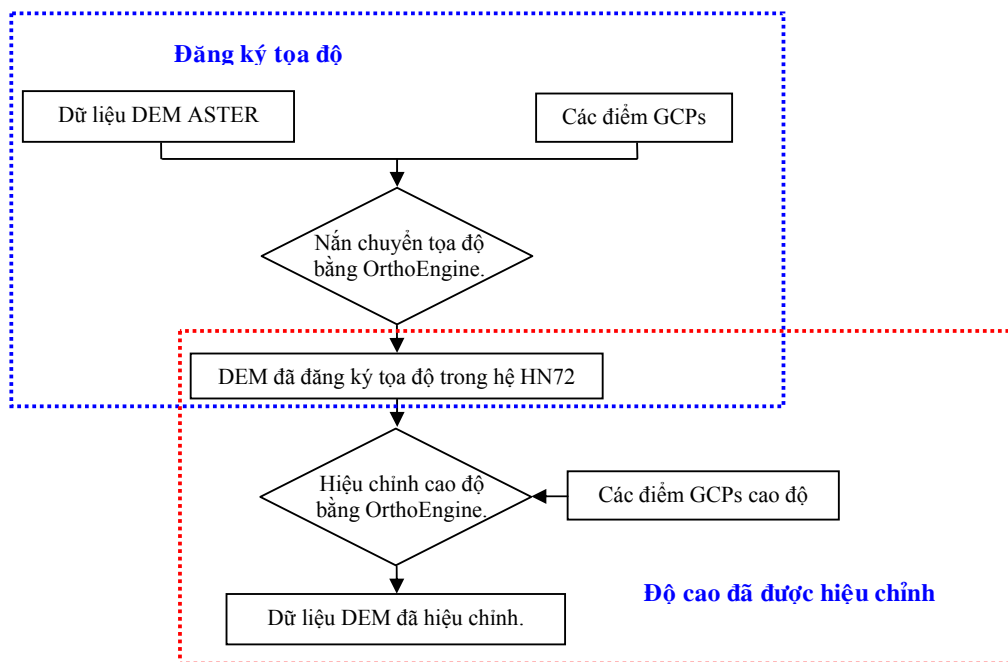 Đăng ký tọa độ
Dữ liệu DEM ASTER
Các điểm GCPs
Nắn chuyển tọa độ
bằng OrthoEngine.
DEM đã đăng ký tọa độ trong hệ HN72
Hiệu chỉnh cao độ
bằng OrthoEngine.
Các điểm GCPs cao độ
Độ cao đã được hiệu chỉnh
Dữ liệu DEM đã hiệu chỉnh.